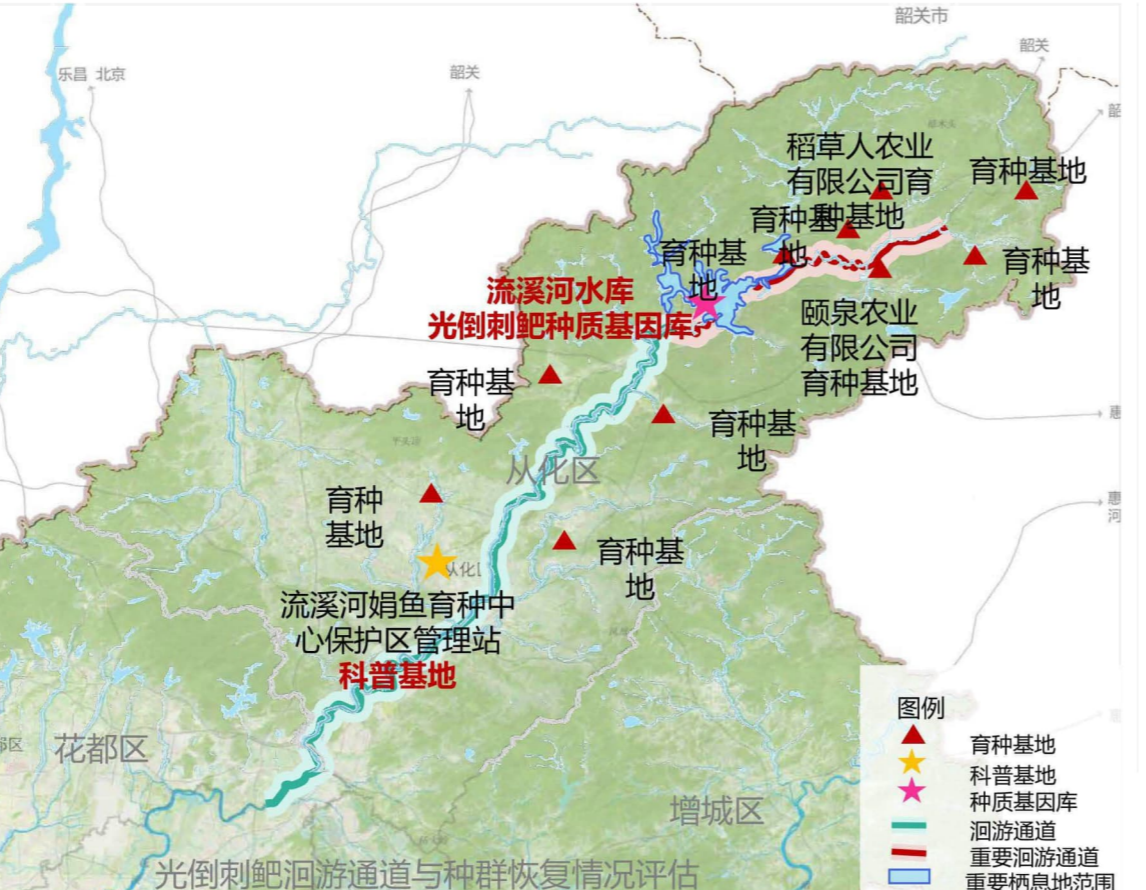 韶关市
韶关
乐昌 北京
韶关
韶
稻草人农业
有限公司育
种基地
育种基地
育种基
地
育种基
地
育种基
地
流溪河水库
光倒刺鲃种质基因库
颐泉农业
有限公司
育种基地
育种基
地
育种基
地
惠
从化区
育种
基地
惠
河
育种基
地
从化
流溪河娟鱼育种中
心保护区管理站
科普基地
花都区
增城区
光倒刺鲃洄游通道与种群恢复情况评估
图例
育种基地
科普基地
种质基因库
洄游通道
重要洄游通道
重要栖息地范围